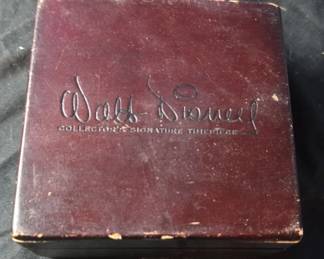 Walt Disney
COLLECTOR'S SIGNATURE TIMEPIECE